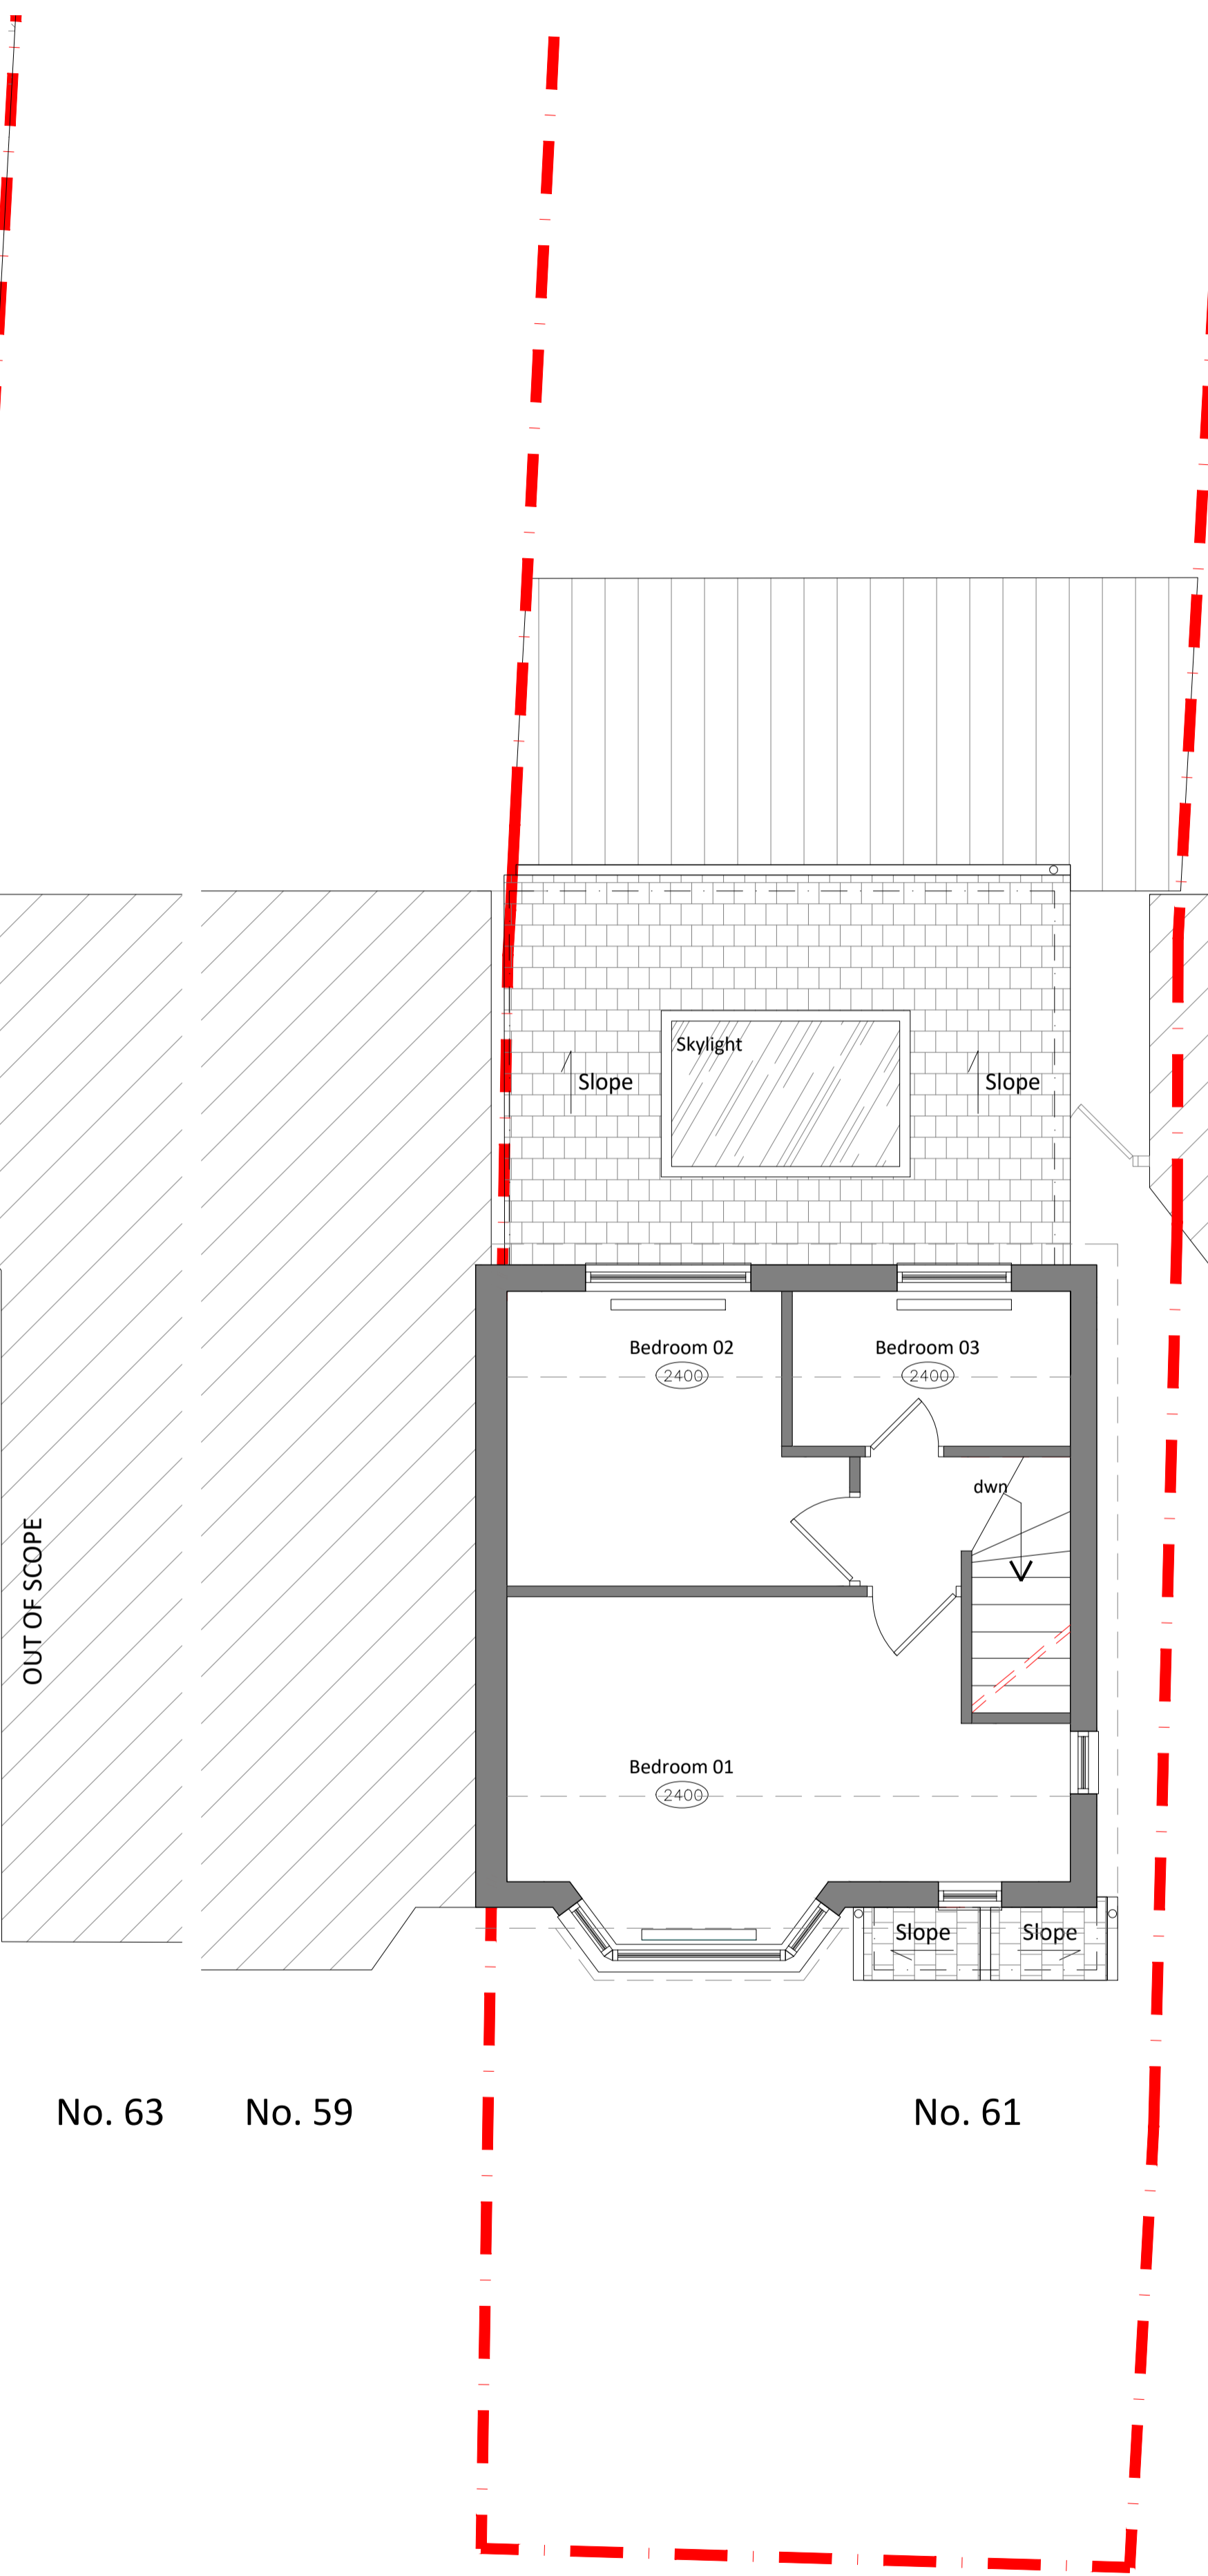 Skylight
Slope
Slope
Bedroom 02
2400
Bedroom 03
2400
dwn
OUT OF SCOPE
Bedroom 01
2400
Slope
Slope
No. 63
No. 59
No. 61